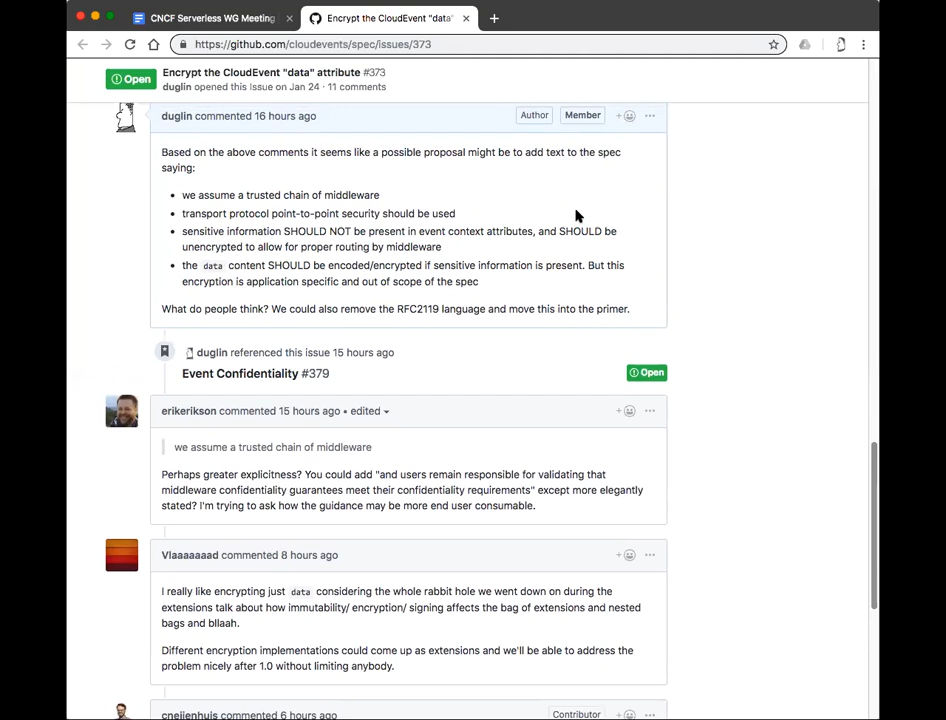 CNCF Serverless WG Meeting
Encrypt the CloudEvent "data"
https://github.com/cloudevents/spec/issues/373
Open
Encrypt the CloudEvent "data" attribute #373
duglin opened this Issue on Jan 24 · 11 comments
duglin commented 16 hours ago
Author
Member
Based on the above comments it seems like a possible proposal might be to add text to the spec
saying:
• we assume a trusted chain of middleware
• transport protocol point-to-point security should be used
• sensitive information SHOULD NOT be present in event context attributes, and SHOULD be
unencrypted to allow for proper routing by middleware
• the data content SHOULD be encoded/encrypted if sensitive information is present. But this
encryption is application specific and out of scope of the spec
What do people think? We could also remove the RFC2119 language and move this into the primer.
duglin referenced this issue 15 hours ago
Event Confidentiality #379
Open
erikerikson commented 15 hours ago • edited
we assume a trusted chain of middleware
Perhaps greater explicitness? You could add "and users remain responsible for validating that
middleware confidentiality guarantees meet their confidentiality requirements" except more elegantly
stated? I'm trying to ask how the guidance may be more end user consumable.
Vlaaaaaaad commented 8 hours ago
I really like encrypting just data considering the whole rabbit hole we went down on during the
extensions talk about how immutability/ encryption/ signing affects the bag of extensions and nested
bags and bllaah.
Different encryption implementations could come up as extensions and we'll be able to address the
problem nicely after 1.0 without limiting anybody.
cneijenhuis commented 6 hours ago
Contributor